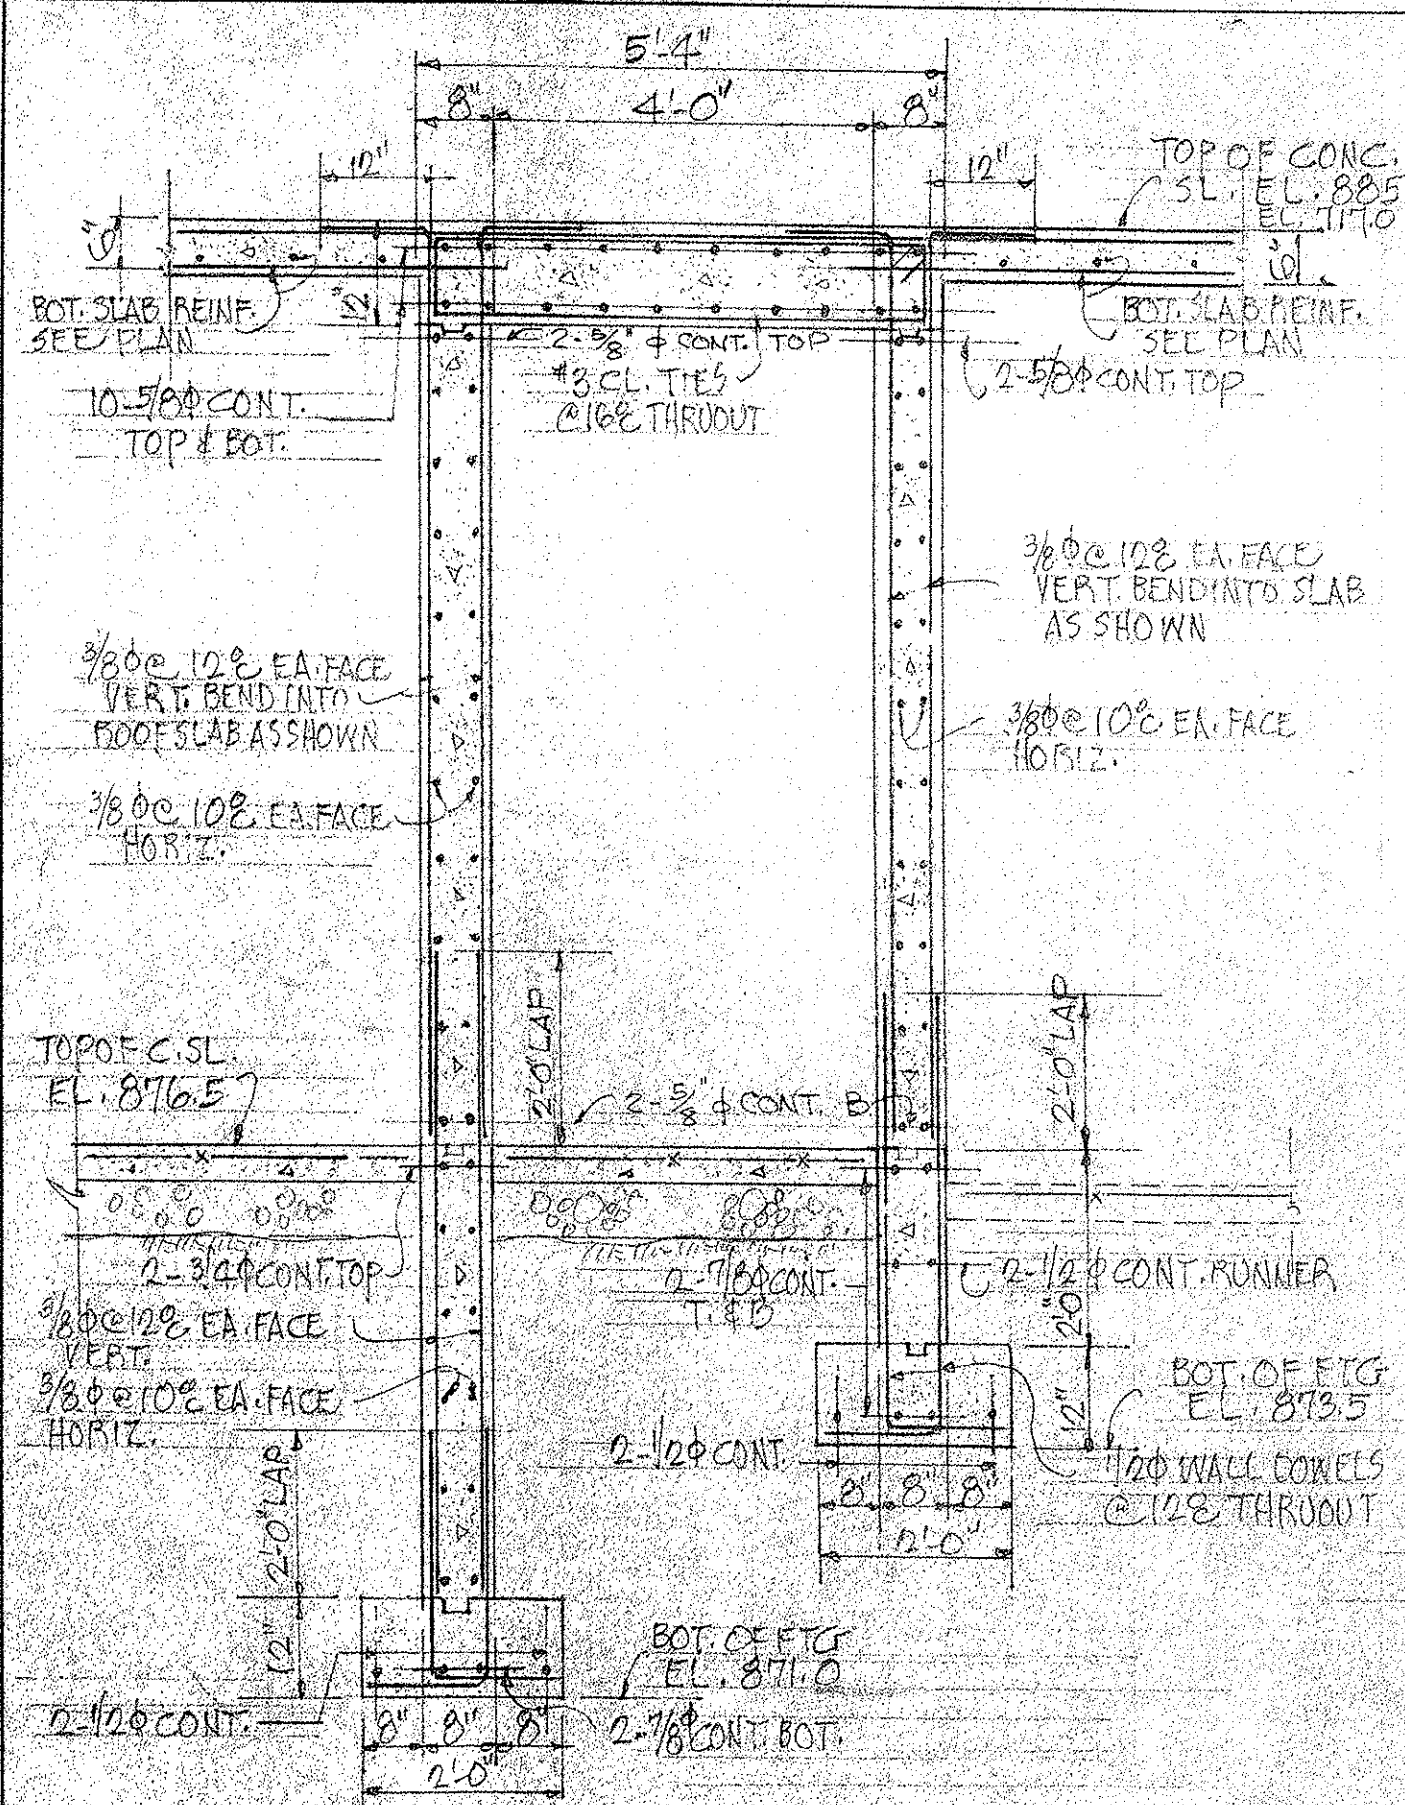 5'-4"
8" 4'-0" 8"
12" 12"
TOP OF CONC.
SL. EL. 885
6"
6"
12"
BOT. SLAB REINF.
SEE PLAN
BOT. SLAB REINF.
SEE PLAN
2-5/8" φ CONT. TOP
#3 CL. TIES
@ 16℄ THRUOUT
2-5/8φ CONT. TOP
10-5/8φ CONT.
TOP & BOT.
3/8φ@ 12℄ EA. FACE
VERT. BEND INTO SLAB
AS SHOWN
3/8φ@ 12℄ EA. FACE
VERT. BEND INTO
ROOF SLAB AS SHOWN
3/8φ@ 10℄ EA. FACE
HORIZ.
3/8φ@ 10℄ EA. FACE
HORIZ.
2'-0" LAP
2'-0" LAP
TOP OF C. SL.
EL. 876.5
2-5/8" φ CONT. B
2-3/4φ CONT. TOP
2-7/8φ CONT.
T. & B
2-1/2φ CONT. RUNNER
3/8φ@ 12℄ EA. FACE
VERT.
3/8φ@ 10℄ EA. FACE
HORIZ.
2'-0"
12"
BOT. OF FTG
EL. 873.5
2-1/2φ CONT.
1/2φ WALL DOWELS
@ 12℄ THRUOUT
8" 8" 8"
2'-0"
2'-0" LAP
12"
BOT. OF FTG
EL. 871.0
2-1/2φ CONT.
2-7/8φ CONT. BOT.
8" 8" 8"
2'-0"